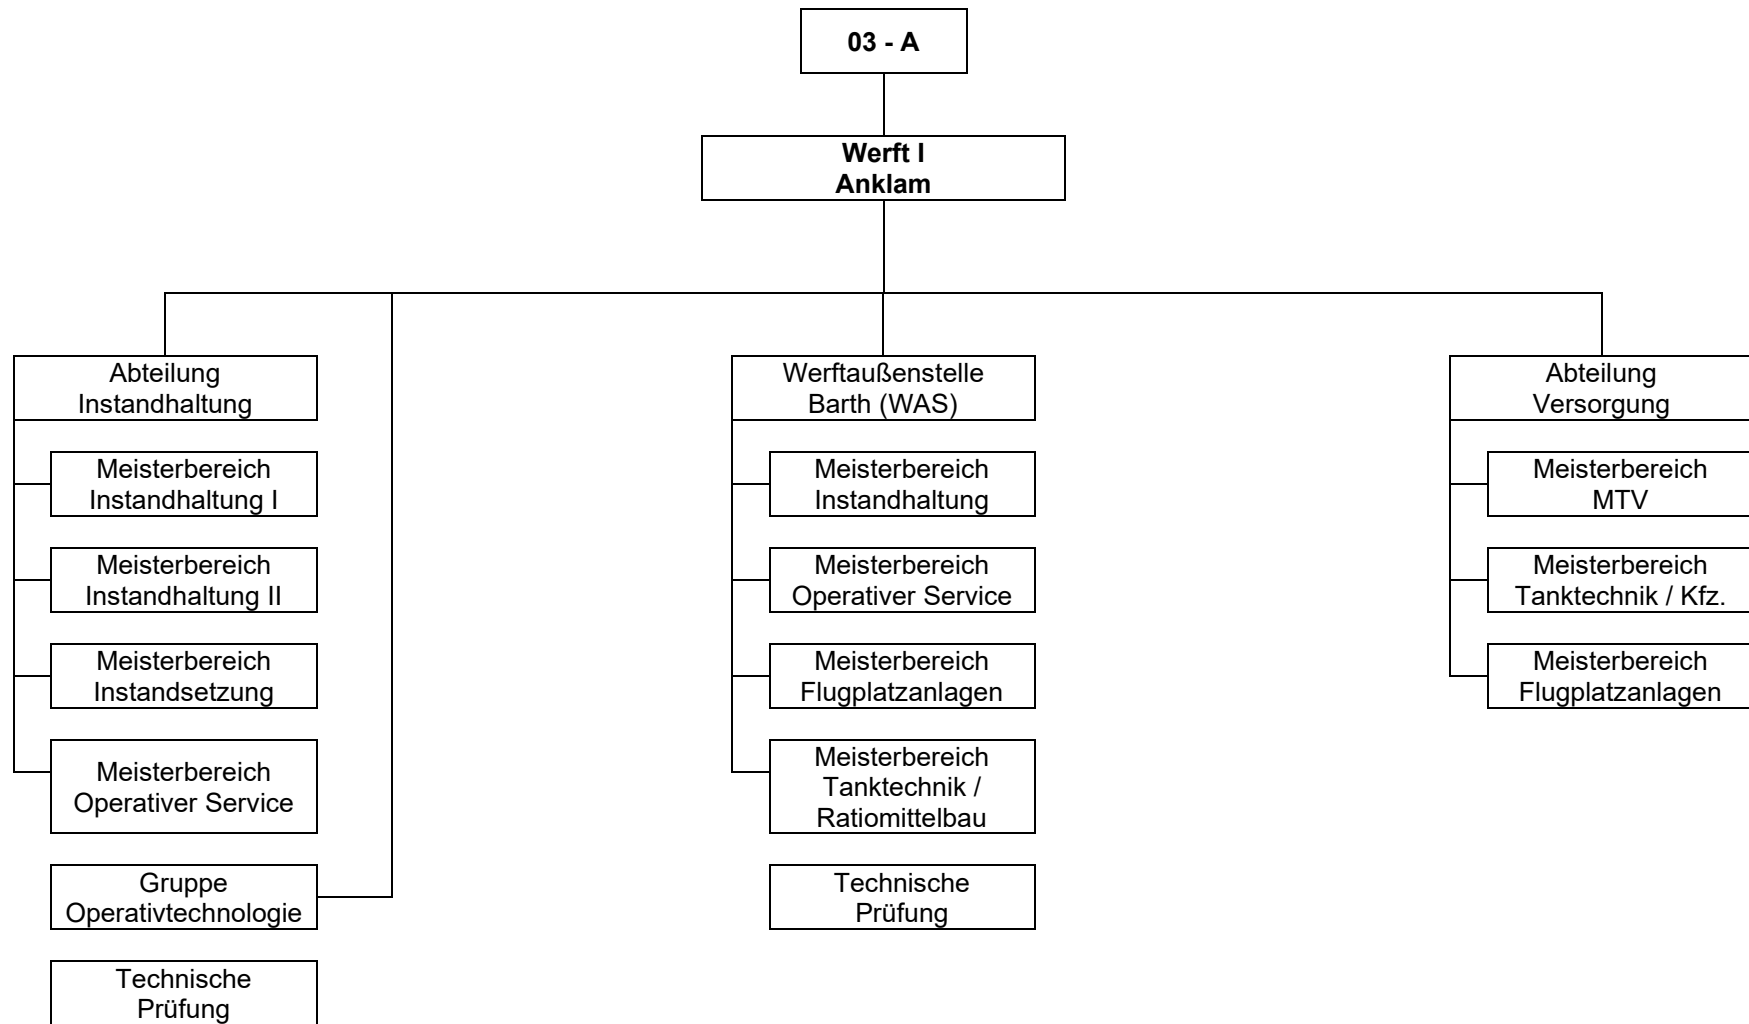 03 - A
Werft I
Anklam
Abteilung
Instandhaltung
Meisterbereich
Instandhaltung I
Meisterbereich
Instandhaltung II
Meisterbereich
Instandsetzung
Meisterbereich
Operativer Service
Gruppe
Operativtechnologie
Technische
Prüfung
Werftaußenstelle
Barth (WAS)
Meisterbereich
Instandhaltung
Meisterbereich
Operativer Service
Meisterbereich
Flugplatzanlagen
Meisterbereich
Tanktechnik /
Ratiomittelbau
Technische
Prüfung
Abteilung
Versorgung
Meisterbereich
MTV
Meisterbereich
Tanktechnik / Kfz.
Meisterbereich
Flugplatzanlagen